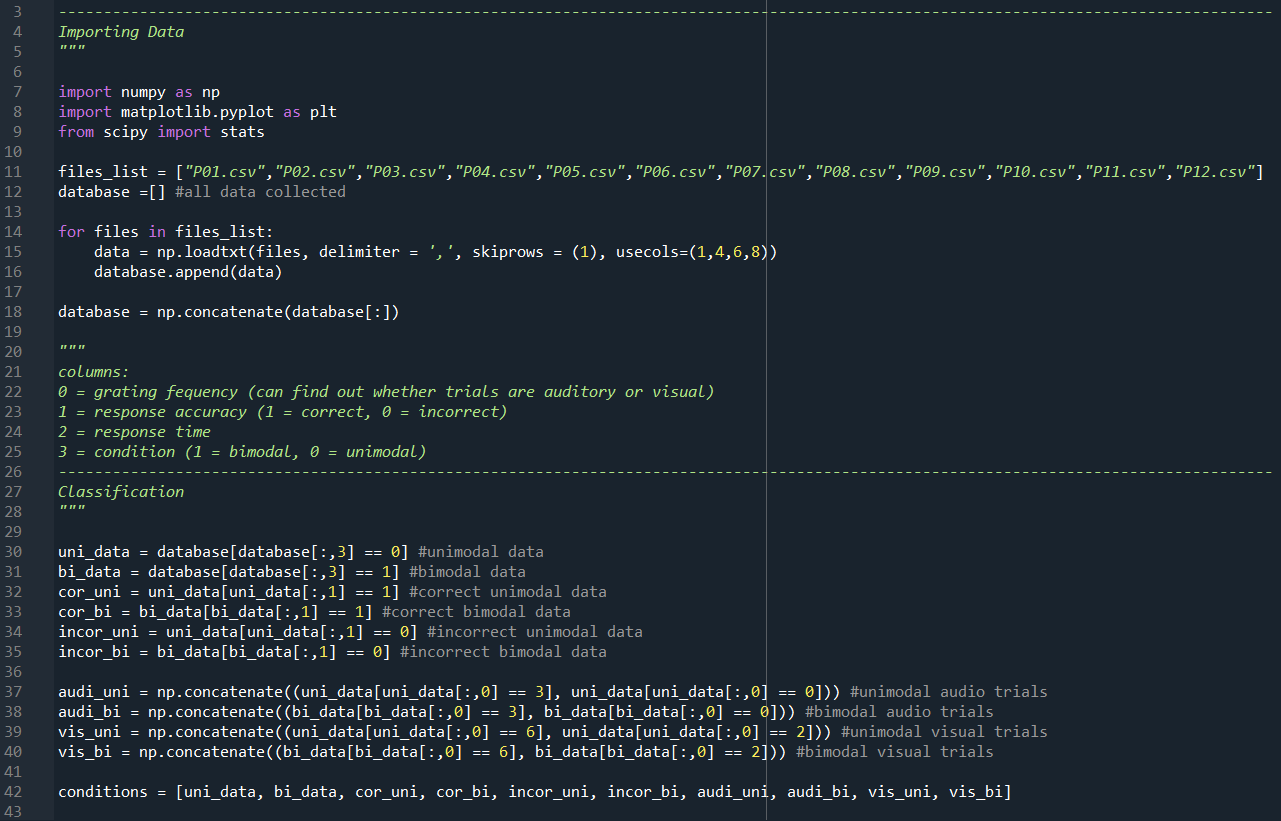 3 ---------------------------------------------------------------------------------------------------------------------------------------
4 Importing Data
5 """
6
7 import numpy as np
8 import matplotlib.pyplot as plt
9 from scipy import stats
10
11 files_list = ["P01.csv","P02.csv","P03.csv","P04.csv","P05.csv","P06.csv","P07.csv","P08.csv","P09.csv","P10.csv","P11.csv","P12.csv"]
12 database =[] #all data collected
13
14 for files in files_list:
15     data = np.loadtxt(files, delimiter = ',', skiprows = (1), usecols=(1,4,6,8))
16     database.append(data)
17
18 database = np.concatenate(database[:])
19
20 """
21 columns:
22 0 = grating fequency (can find out whether trials are auditory or visual)
23 1 = response accuracy (1 = correct, 0 = incorrect)
24 2 = response time
25 3 = condition (1 = bimodal, 0 = unimodal)
26 ---------------------------------------------------------------------------------------------------------------------------------------
27 Classification
28 """
29
30 uni_data = database[database[:,3] == 0] #unimodal data
31 bi_data = database[database[:,3] == 1] #bimodal data
32 cor_uni = uni_data[uni_data[:,1] == 1] #correct unimodal data
33 cor_bi = bi_data[bi_data[:,1] == 1] #correct bimodal data
34 incor_uni = uni_data[uni_data[:,1] == 0] #incorrect unimodal data
35 incor_bi = bi_data[bi_data[:,1] == 0] #incorrect bimodal data
36
37 audi_uni = np.concatenate((uni_data[uni_data[:,0] == 3], uni_data[uni_data[:,0] == 0])) #unimodal audio trials
38 audi_bi = np.concatenate((bi_data[bi_data[:,0] == 3], bi_data[bi_data[:,0] == 0])) #bimodal audio trials
39 vis_uni = np.concatenate((uni_data[uni_data[:,0] == 6], uni_data[uni_data[:,0] == 2])) #unimodal visual trials
40 vis_bi = np.concatenate((bi_data[bi_data[:,0] == 6], bi_data[bi_data[:,0] == 2])) #bimodal visual trials
41
42 conditions = [uni_data, bi_data, cor_uni, cor_bi, incor_uni, incor_bi, audi_uni, audi_bi, vis_uni, vis_bi]
43